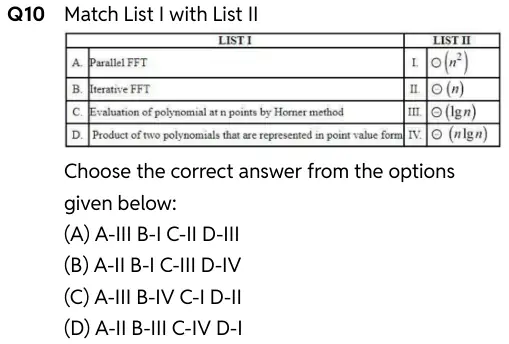 Q10 Match List I with List II
LIST I LIST II
A. Parallel FFT I. Θ(n²)
B. Iterative FFT II. Θ(n)
C. Evaluation of polynomial at n points by Horner method III. Θ(lg n)
D. Product of two polynomials that are represented in point value form IV. Θ (n lg n)
Choose the correct answer from the options
given below:
(A) A-III B-I C-II D-III
(B) A-II B-I C-III D-IV
(C) A-III B-IV C-I D-II
(D) A-II B-III C-IV D-I